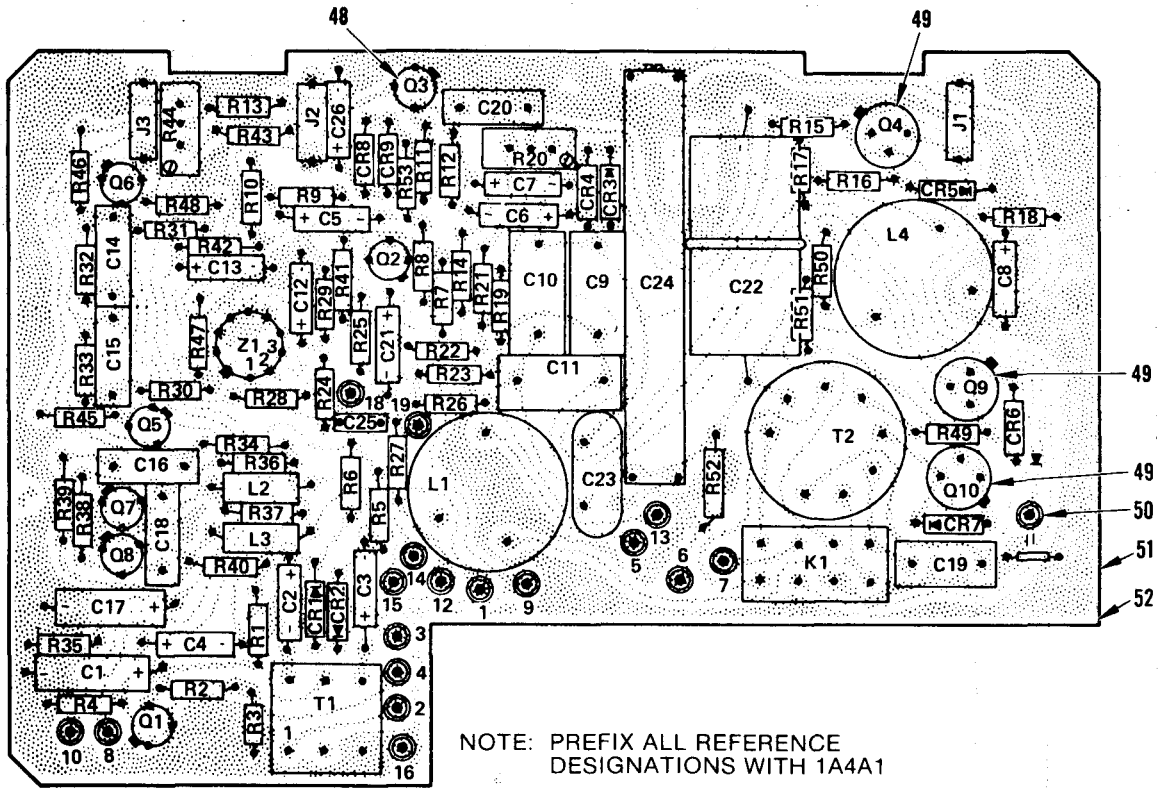 48
49
Q3
C20
J3
R44
R13
R43
J2
C26
CR8
CR9
R53
R11
R12
R20
R15
Q4
J1
R46
Q6
R10
R9
C7
CR4
CR3
R17
R16
CR5
R48
+ C5 -
- C6 +
R18
R31
R42
+ C13 -
C14
R32
Q2
R8
R14
R7
R21
R19
C10
C9
C24
C22
R50
R51
L4
C8 +
C12
R29
R41
R25
C21
R47
Z1
1 2 3
R33
C15
R22
R23
C11
R30
R28
R24
18
19
R26
Q9
49
R45
Q5
C25
T2
R49
CR6
R34
R36
L2
R37
L3
R27
R6
R5
L1
C23
R52
Q10
49
C16
R39
R38
Q7
Q8
C18
13
CR7
50
R40
C2 +
CR1
CR2
C3 +
14
15
12
1
9
5
6
7
K1
C19
51
- C17 +
52
R35
+ C4 -
R1
3
- C1 +
4
R2
T1
2
R4
R3
Q1
1
10
8
16
NOTE: PREFIX ALL REFERENCE
DESIGNATIONS WITH 1A4A1